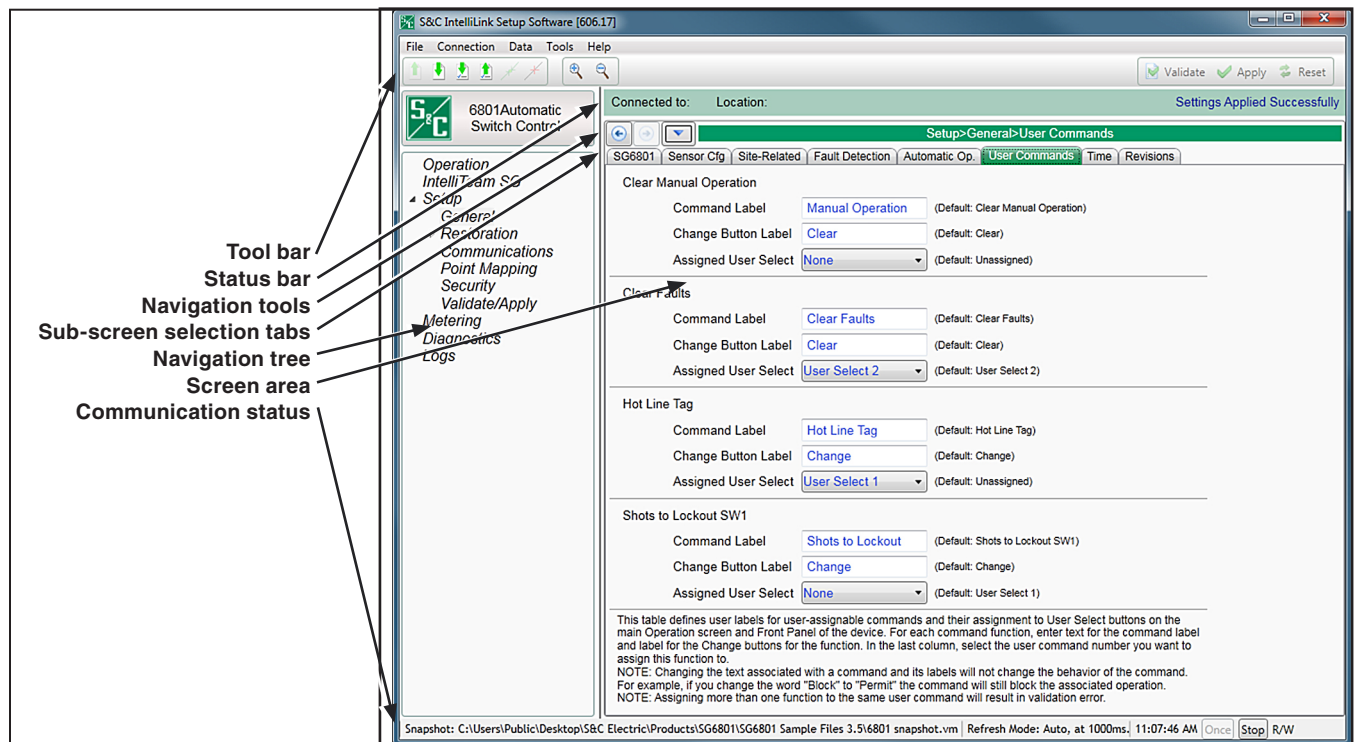 S&C IntelliLink Setup Software [606.17]
File Connection Data Tools Help
Validate Apply Reset
S&C
6801Automatic
Switch Control
Connected to: Location: Settings Applied Successfully
Setup>General>User Commands
SG6801 Sensor Cfg Site-Related Fault Detection Automatic Op. User Commands Time Revisions
Operation
IntelliTeam SG
Setup
General
Restoration
Communications
Point Mapping
Security
Validate/Apply
Metering
Diagnostics
Logs
Tool bar
Status bar
Navigation tools
Sub-screen selection tabs
Navigation tree
Screen area
Communication status
Clear Manual Operation
Command Label Manual Operation (Default: Clear Manual Operation)
Change Button Label Clear (Default: Clear)
Assigned User Select None (Default: Unassigned)
Clear Faults
Command Label Clear Faults (Default: Clear Faults)
Change Button Label Clear (Default: Clear)
Assigned User Select User Select 2 (Default: User Select 2)
Hot Line Tag
Command Label Hot Line Tag (Default: Hot Line Tag)
Change Button Label Change (Default: Change)
Assigned User Select User Select 1 (Default: Unassigned)
Shots to Lockout SW1
Command Label Shots to Lockout (Default: Shots to Lockout SW1)
Change Button Label Change (Default: Change)
Assigned User Select None (Default: User Select 1)
This table defines user labels for user-assignable commands and their assignment to User Select buttons on the
main Operation screen and Front Panel of the device. For each command function, enter text for the command label
and label for the Change buttons for the function. In the last column, select the user command number you want to
assign this function to.
NOTE: Changing the text associated with a command and its labels will not change the behavior of the command.
For example, if you change the word "Block" to "Permit" the command will still block the associated operation.
NOTE: Assigning more than one function to the same user command will result in validation error.
Snapshot: C:\Users\Public\Desktop\S&C Electric\Products\SG6801\SG6801 Sample Files 3.5\6801 snapshot.vm Refresh Mode: Auto, at 1000ms. 11:07:46 AM Once Stop R/W